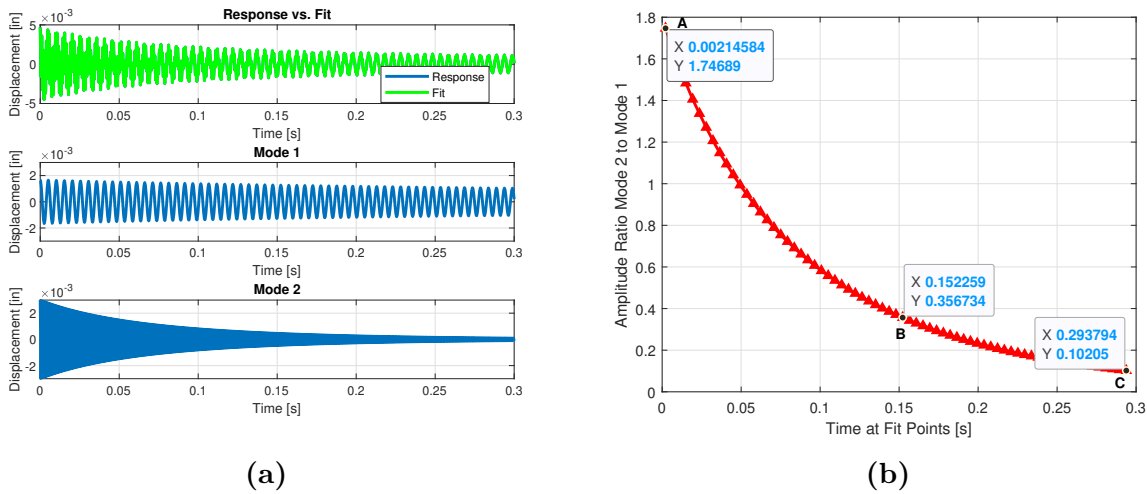 Response vs. Fit
×10⁻³
5
0
-5
Displacement [in]
Response
Fit
0 0.05 0.1 0.15 0.2 0.25 0.3
Time [s]
Mode 1
×10⁻³
2
0
-2
Displacement [in]
0 0.05 0.1 0.15 0.2 0.25 0.3
Time [s]
Mode 2
×10⁻³
2
0
-2
Displacement [in]
0 0.05 0.1 0.15 0.2 0.25 0.3
Time [s]
(a)
1.8
1.6
1.4
1.2
1
0.8
0.6
0.4
0.2
0
Amplitude Ratio Mode 2 to Mode 1
A
X 0.00214584
Y 1.74689
X 0.152259
Y 0.356734
B
X 0.293794
Y 0.10205
C
0 0.05 0.1 0.15 0.2 0.25 0.3
Time at Fit Points [s]
(b)